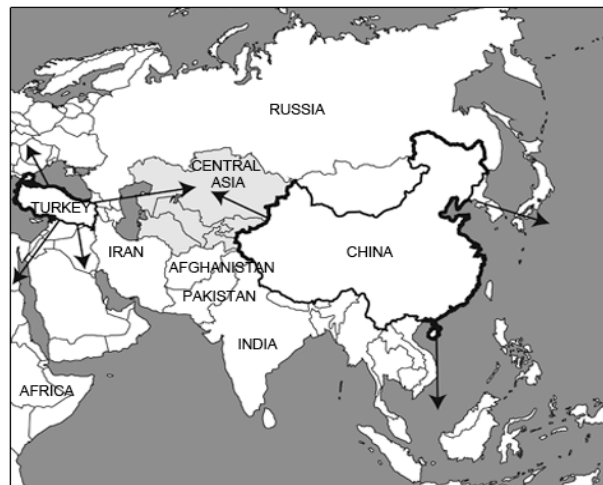 RUSSIA
CENTRAL
ASIA
TURKEY
IRAN
CHINA
AFGHANISTAN
PAKISTAN
INDIA
AFRICA